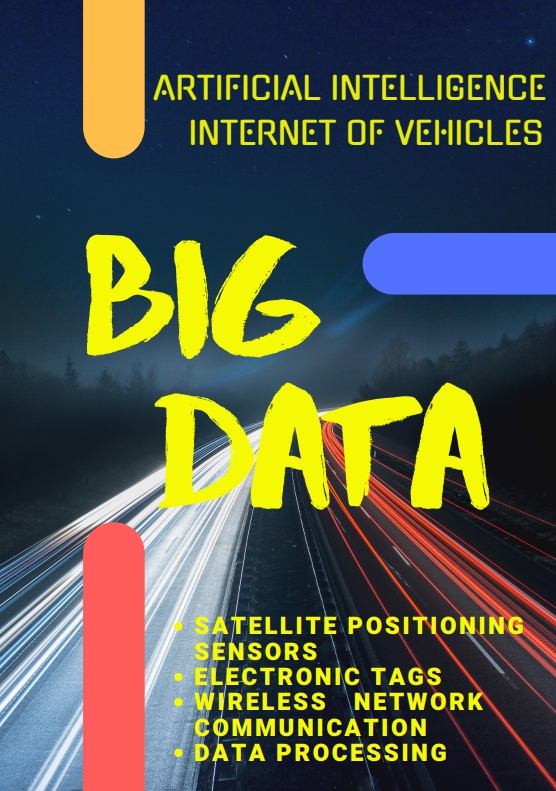 ARTIFICIAL INTELLIGENCE
INTERNET OF VEHICLES
BIG
DATA
• SATELLITE POSITIONING
SENSORS
• ELECTRONIC TAGS
• WIRELESS NETWORK
COMMUNICATION
• DATA PROCESSING